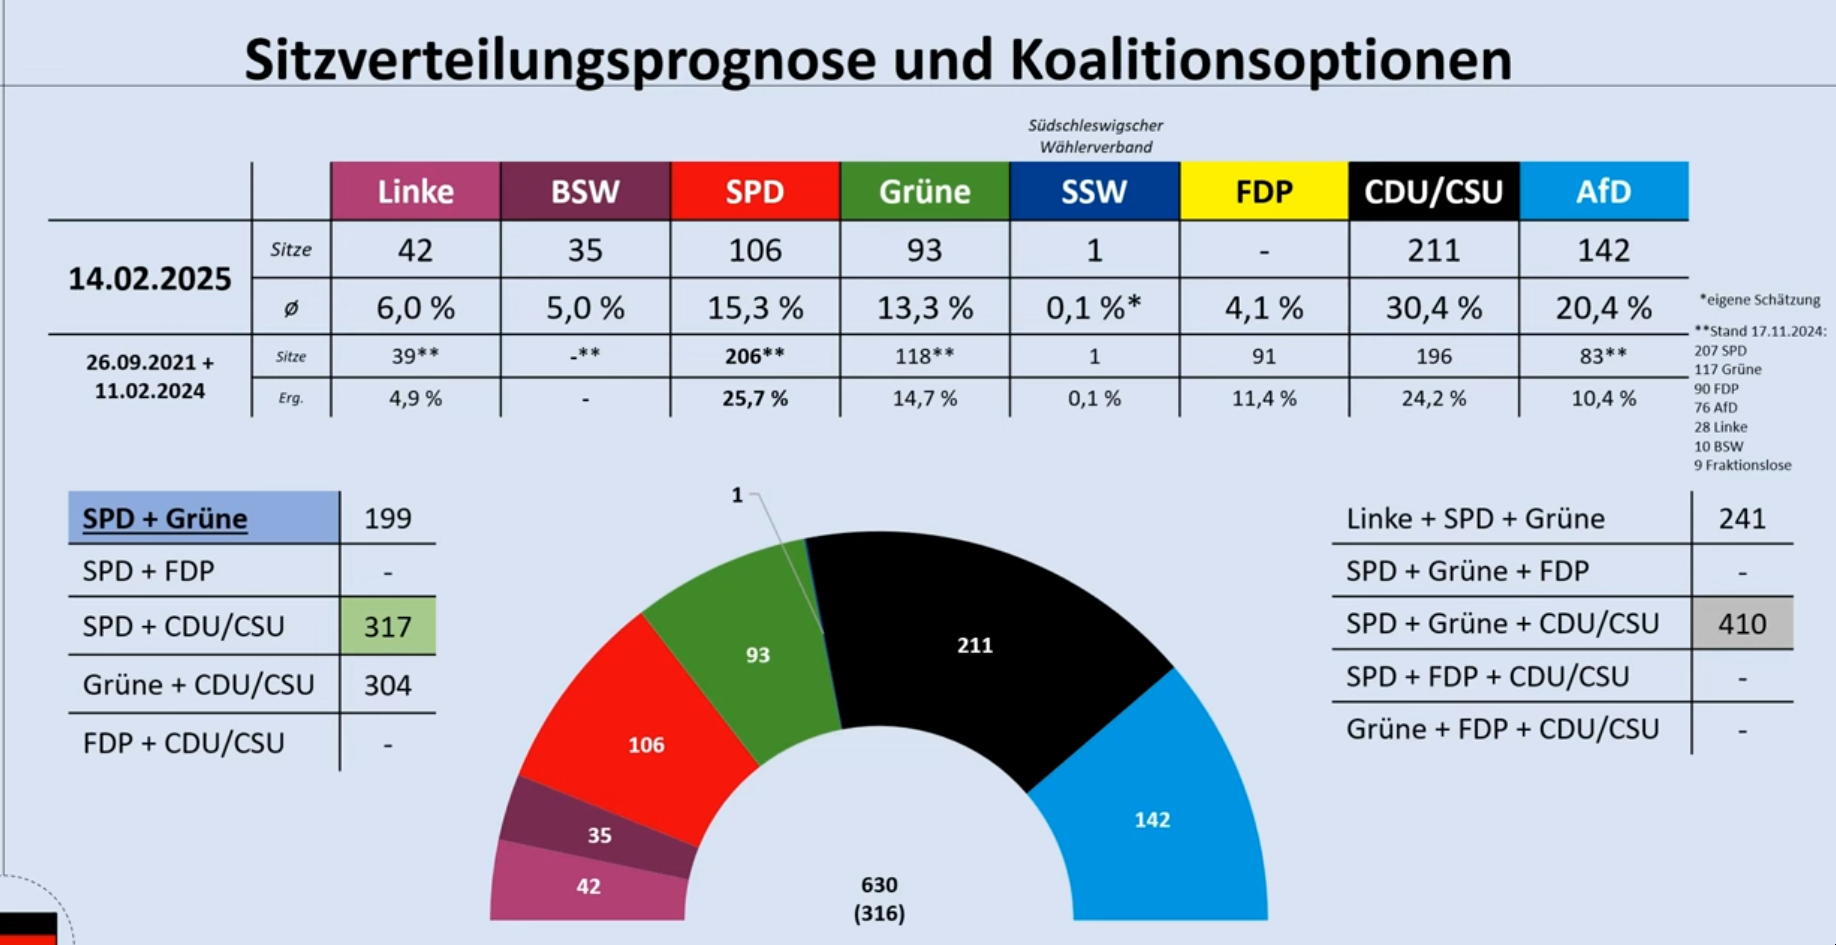 Sitzverteilungsprognose und Koalitionsoptionen
Südschleswigscher
Wählerverband
Linke BSW SPD Grüne SSW FDP CDU/CSU AfD
14.02.2025
Sitze 42 35 106 93 1 - 211 142
Ø 6,0 % 5,0 % 15,3 % 13,3 % 0,1 %* 4,1 % 30,4 % 20,4 %
26.09.2021 +
11.02.2024
Sitze 39** -** 206** 118** 1 91 196 83**
Erg. 4,9 % - 25,7 % 14,7 % 0,1 % 11,4 % 24,2 % 10,4 %
*eigene Schätzung
**Stand 17.11.2024:
207 SPD
117 Grüne
90 FDP
76 AfD
28 Linke
10 BSW
9 Fraktionslose
SPD + Grüne 199
SPD + FDP -
SPD + CDU/CSU 317
Grüne + CDU/CSU 304
FDP + CDU/CSU -
1
93
211
106
142
35
42
630
(316)
Linke + SPD + Grüne 241
SPD + Grüne + FDP -
SPD + Grüne + CDU/CSU 410
SPD + FDP + CDU/CSU -
Grüne + FDP + CDU/CSU -